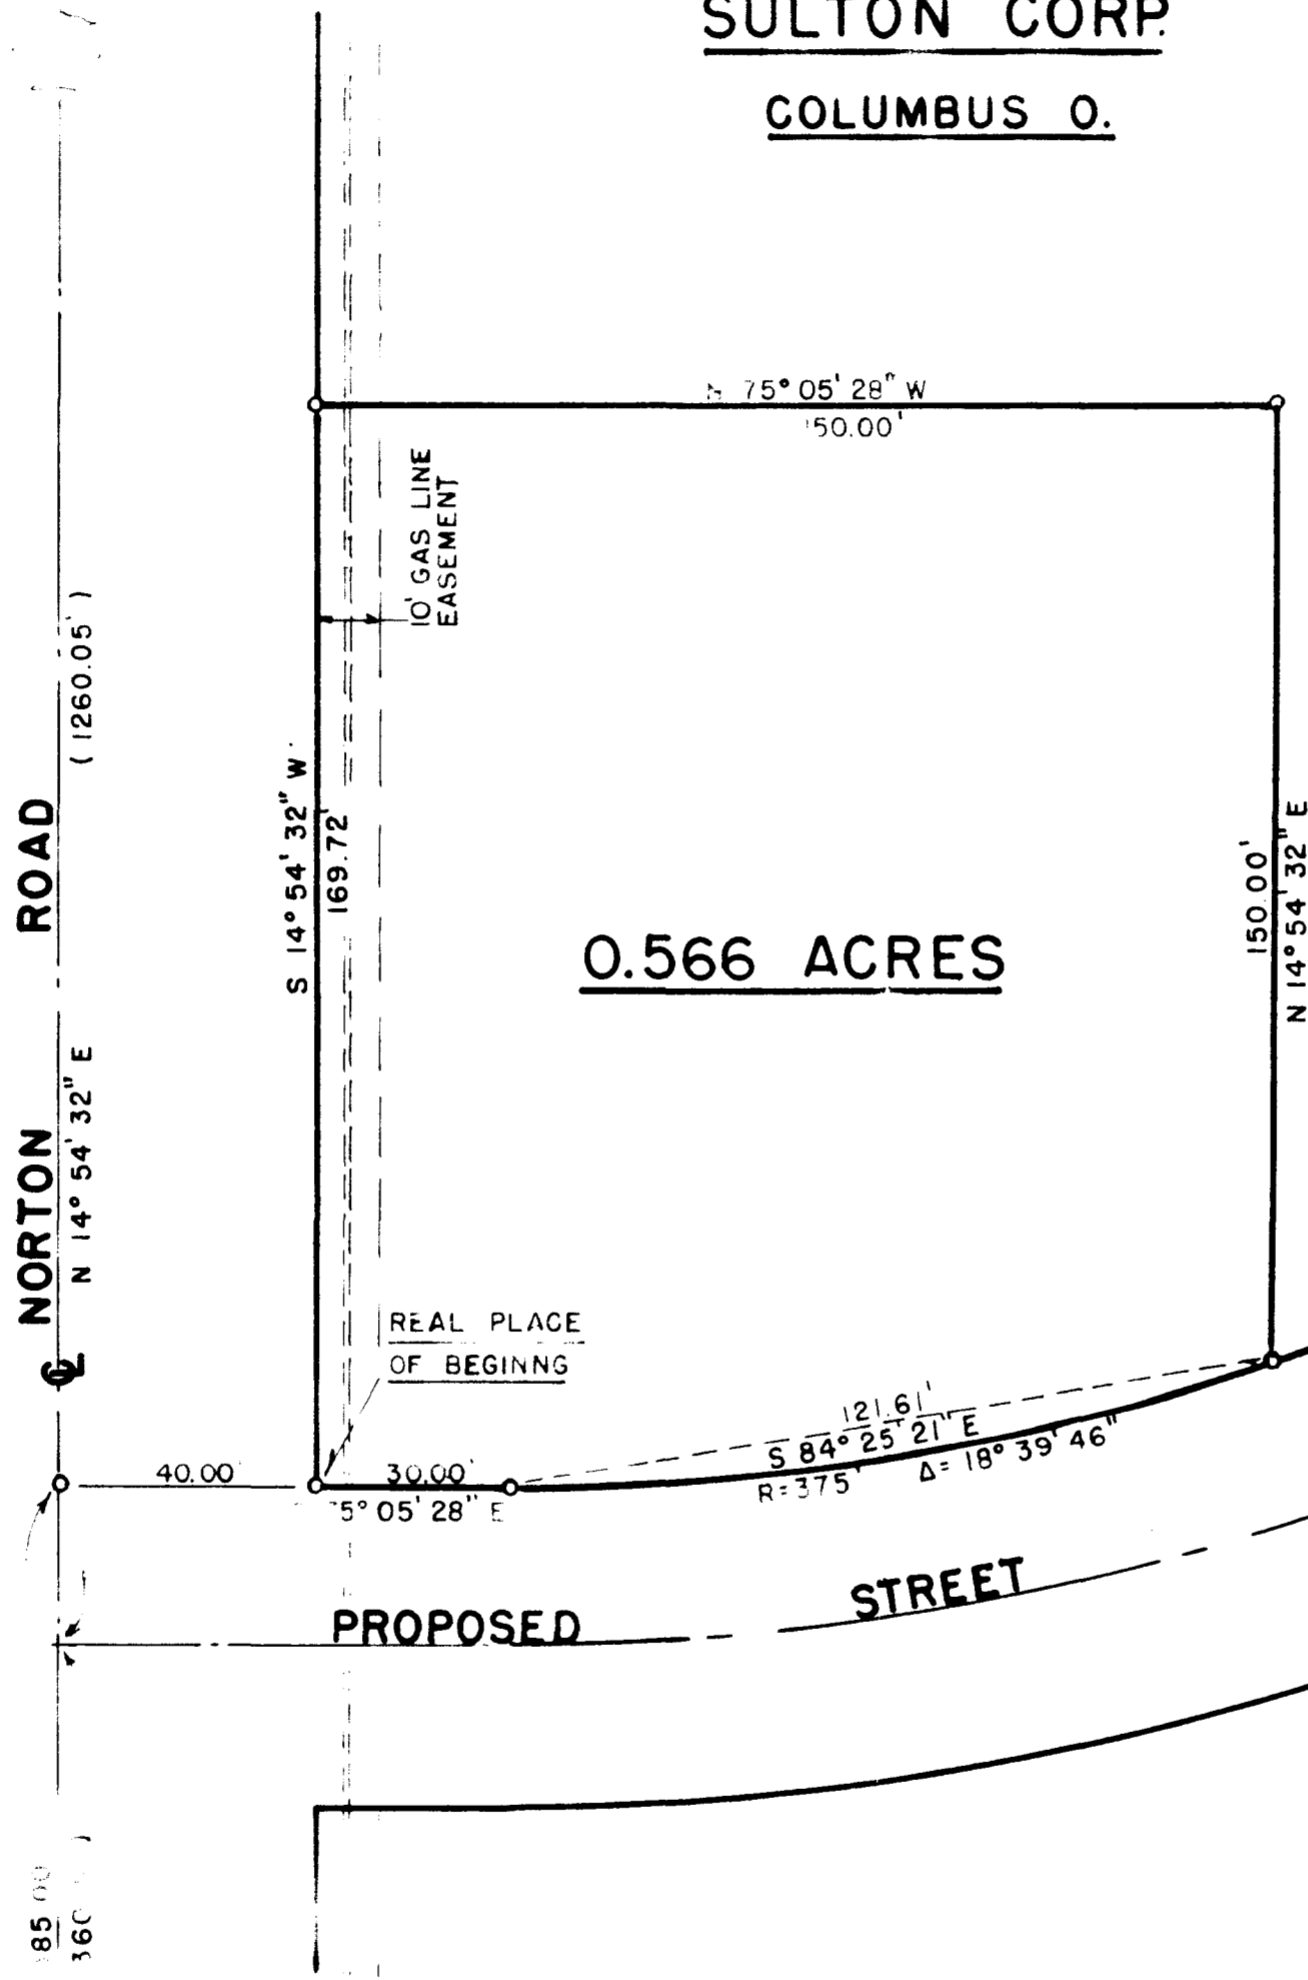 SULTON CORP.
COLUMBUS O.
75° 05' 28" W
150.00'
10' GAS LINE
EASEMENT
( 1260.05' )
S 14° 54' 32" W
169.72'
NORTON ROAD
N 14° 54' 32" E
0.566 ACRES
150.00'
N 14° 54' 32" E
REAL PLACE
OF BEGINNG
121.61'
S 84° 25' 21" E
R=375'
Δ= 18° 39' 46"
40.00'
30.00'
75° 05' 28" E
PROPOSED STREET